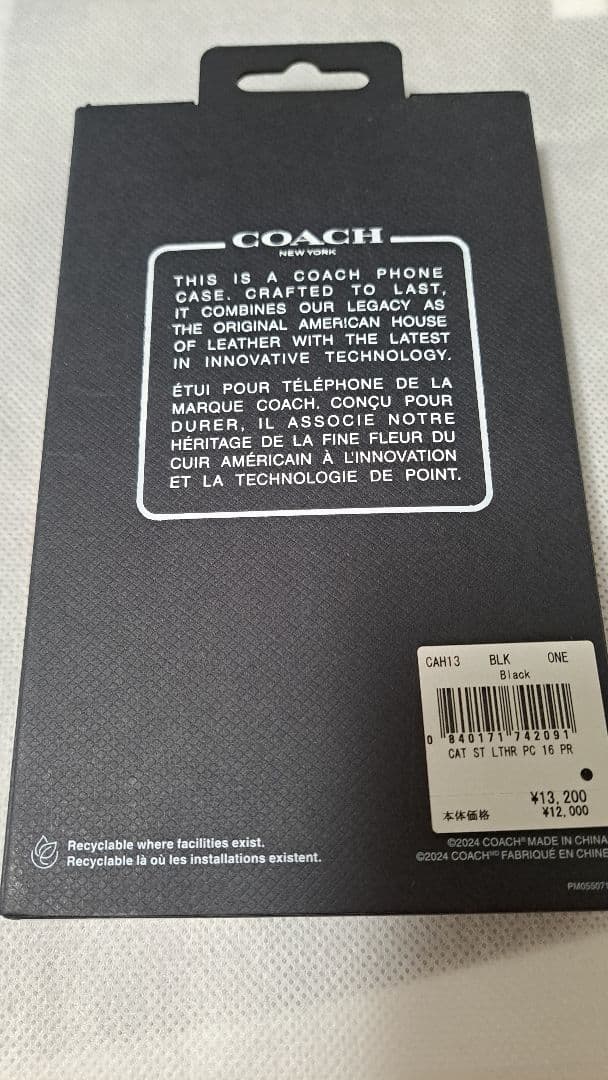 COACH
NEW YORK
THIS IS A COACH PHONE
CASE. CRAFTED TO LAST,
IT COMBINES OUR LEGACY AS
THE ORIGINAL AMERICAN HOUSE
OF LEATHER WITH THE LATEST
IN INNOVATIVE TECHNOLOGY.
ÉTUI POUR TÉLÉPHONE DE LA
MARQUE COACH. CONÇU POUR
DURER, IL ASSOCIE NOTRE
HÉRITAGE DE LA FINE FLEUR DU
CUIR AMÉRICAIN À L'INNOVATION
ET LA TECHNOLOGIE DE POINT.
CAH13 BLK ONE
Black
0 840171 742091
CAT ST LTHR PC 16 PR
¥13,200
本体価格 ¥12,000
Recyclable where facilities exist.
Recyclable là où les installations existent.
©2024 COACH® MADE IN CHINA
©2024 COACH MD FABRIQUÉ EN CHINE
PM055071